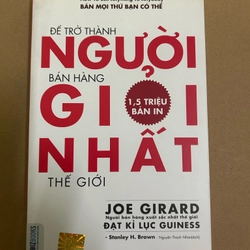 BÁN MỌI THỨ BẠN CÓ THỂ
ĐỂ TRỞ THÀNH
NGƯỜI
BÁN HÀNG
GIỎI
1,5 TRIỆU
BẢN IN
NHẤT
THẾ GIỚI
JOE GIRARD
Người bán hàng xuất sắc nhất thế giới
ĐẠT KỈ LỤC GUINESS
- Stanley H. Brown -